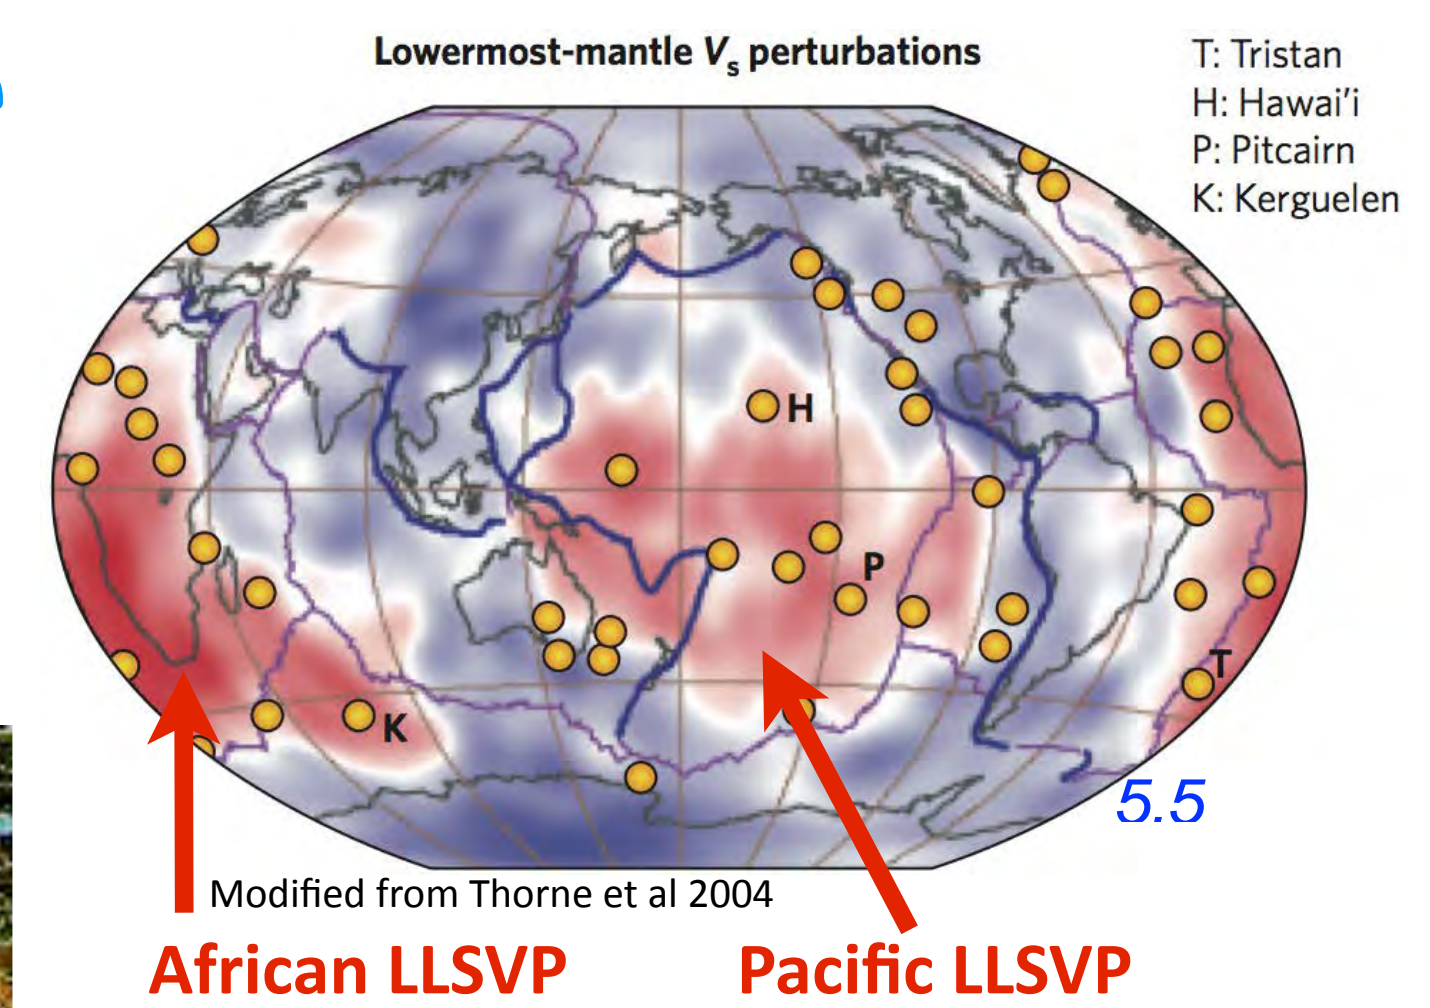 Lowermost-mantle Vs perturbations
T: Tristan
H: Hawai'i
P: Pitcairn
K: Kerguelen
H
P
T
K
5.5
Modified from Thorne et al 2004
African LLSVP
Pacific LLSVP